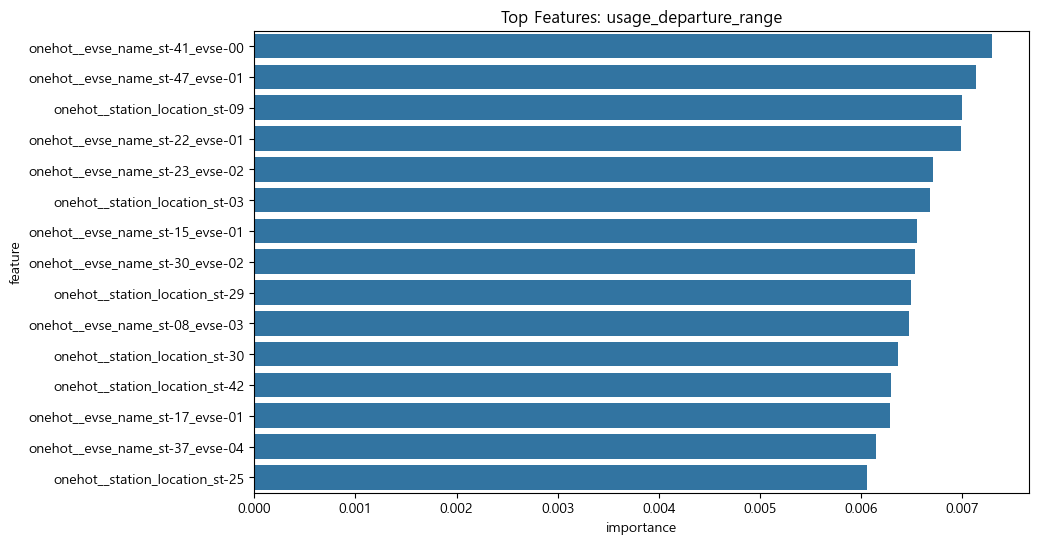 Top Features: usage_departure_range
onehot__evse_name_st-41_evse-00
onehot__evse_name_st-47_evse-01
onehot__station_location_st-09
onehot__evse_name_st-22_evse-01
onehot__evse_name_st-23_evse-02
onehot__station_location_st-03
onehot__evse_name_st-15_evse-01
onehot__evse_name_st-30_evse-02
onehot__station_location_st-29
onehot__evse_name_st-08_evse-03
onehot__station_location_st-30
onehot__station_location_st-42
onehot__evse_name_st-17_evse-01
onehot__evse_name_st-37_evse-04
onehot__station_location_st-25
feature
0.000 0.001 0.002 0.003 0.004 0.005 0.006 0.007
importance